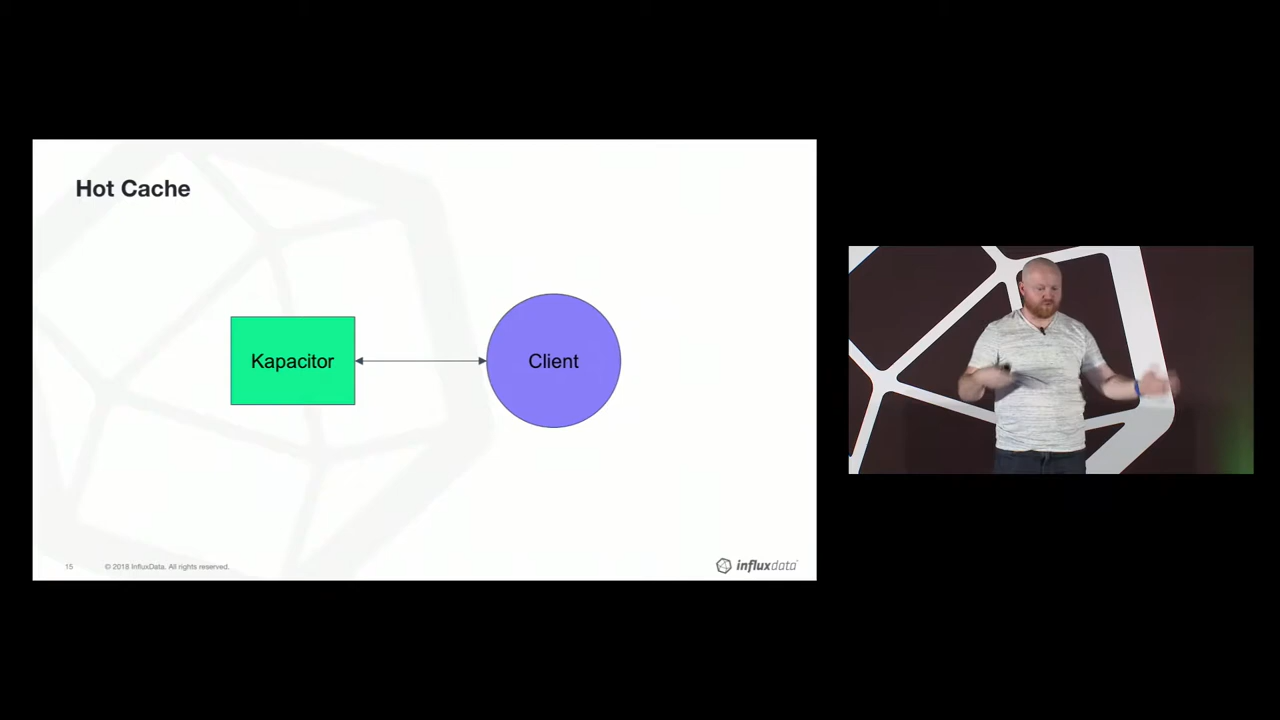 Hot Cache
Kapacitor
Client
15
© 2018 InfluxData. All rights reserved.
influxdata